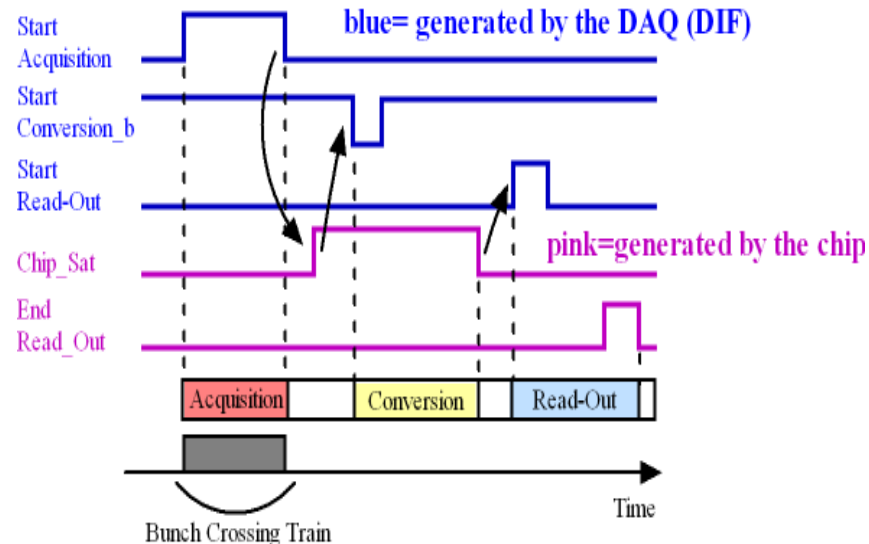 Start
Acquisition
blue= generated by the DAQ (DIF)
Start
Conversion_b
Start
Read-Out
pink=generated by the chip
Chip_Sat
End
Read_Out
Acquisition
Conversion
Read-Out
Time
Bunch Crossing Train